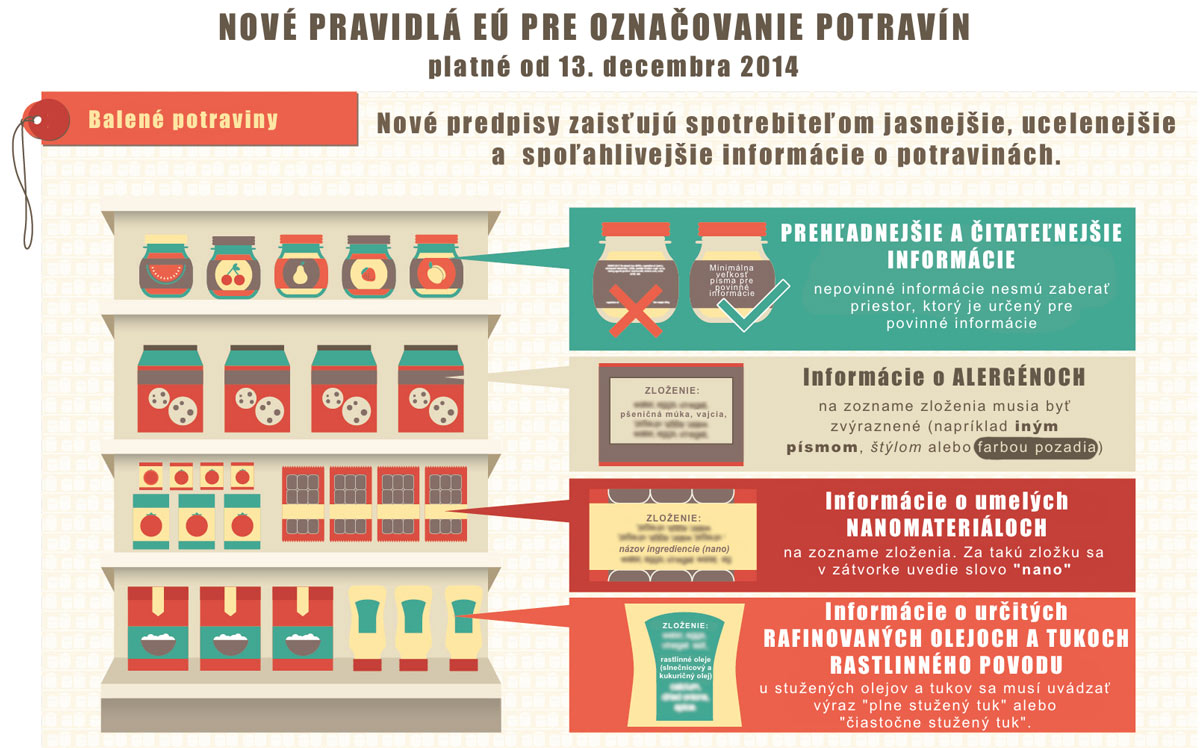 NOVÉ PRAVIDLÁ EÚ PRE OZNAČOVANIE POTRAVÍN
platné od 13. decembra 2014
Balené potraviny
Nové predpisy zaisťujú spotrebiteľom jasnejšie, ucelenejšie
a spoľahlivejšie informácie o potravinách.
Minimálna
veľkosť
písma pre
povinné
informácie
PREHĽADNEJŠIE A ČITATEĽNEJŠIE
INFORMÁCIE
nepovinné informácie nesmú zaberať
priestor, ktorý je určený pre
povinné informácie
ZLOŽENIE:
pšeničná múka, vajcia,
Informácie o ALERGÉNOCH
na zozname zloženia musia byť
zvýraznené (napríklad iným
písmom, štýlom alebo farbou pozadia)
ZLOŽENIE:
názov ingrediencie (nano)
Informácie o umelých
NANOMATERIÁLOCH
na zozname zloženia. Za takú zložku sa
v zátvorke uvedie slovo "nano"
ZLOŽENIE:
rastlinné oleje
(slnečnicový a
kukuričný olej)
Informácie o určitých
RAFINOVANÝCH OLEJOCH A TUKOCH
RASTLINNÉHO POVODU
u stužených olejov a tukov sa musí uvádzať
výraz "plne stužený tuk" alebo
"čiastočne stužený tuk".